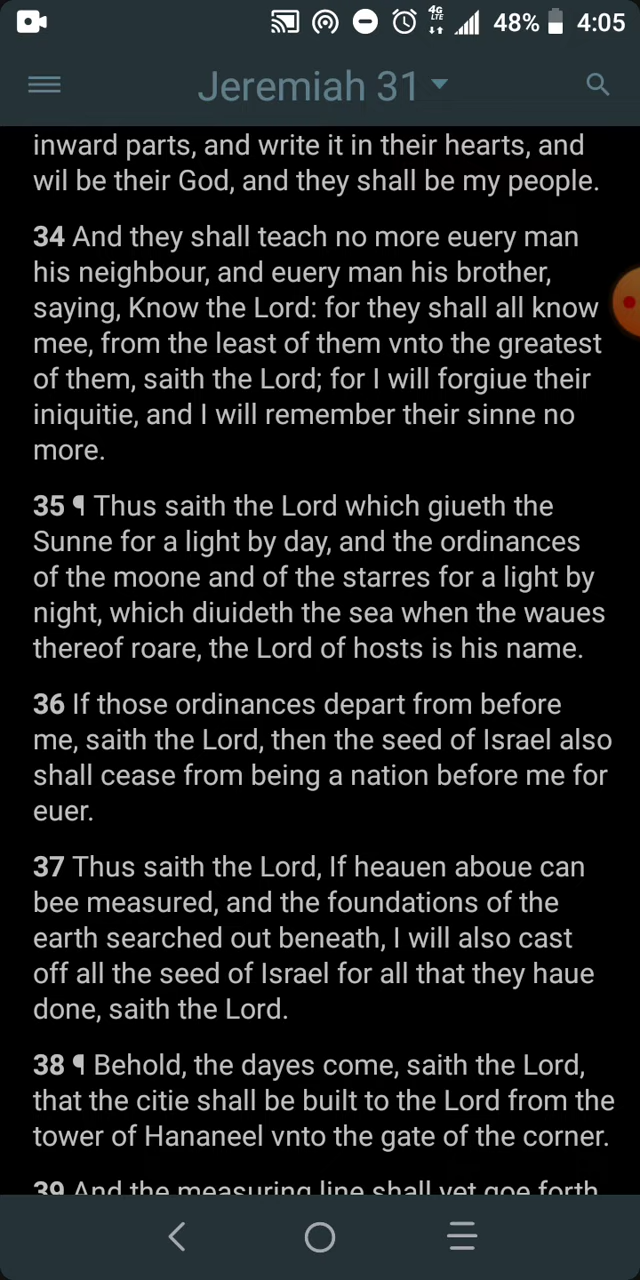 4G
LTE
48% 4:05
Jeremiah 31
inward parts, and write it in their hearts, and
wil be their God, and they shall be my people.
34 And they shall teach no more euery man
his neighbour, and euery man his brother,
saying, Know the Lord: for they shall all know
mee, from the least of them vnto the greatest
of them, saith the Lord; for I will forgiue their
iniquitie, and I will remember their sinne no
more.
35 ¶ Thus saith the Lord which giueth the
Sunne for a light by day, and the ordinances
of the moone and of the starres for a light by
night, which diuideth the sea when the waues
thereof roare, the Lord of hosts is his name.
36 If those ordinances depart from before
me, saith the Lord, then the seed of Israel also
shall cease from being a nation before me for
euer.
37 Thus saith the Lord, If heauen aboue can
bee measured, and the foundations of the
earth searched out beneath, I will also cast
off all the seed of Israel for all that they haue
done, saith the Lord.
38 ¶ Behold, the dayes come, saith the Lord,
that the citie shall be built to the Lord from the
tower of Hananeel vnto the gate of the corner.
39 And the measuring line shall yet goe forth